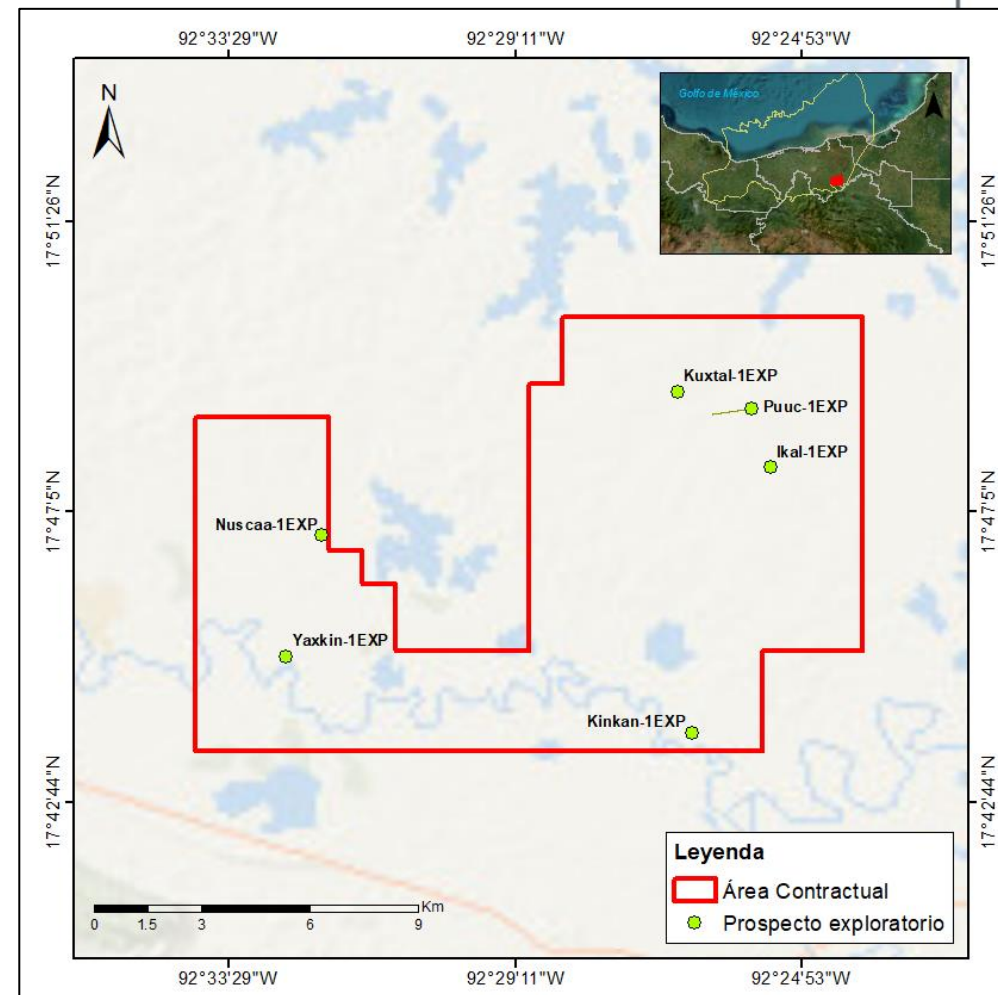 92°33'29"W 92°29'11"W 92°24'53"W
N
Golfo de México
17°51'26"N 17°51'26"N
Kuxtal-1EXP
Puuc-1EXP
Ikal-1EXP
17°47'5"N 17°47'5"N
Nuscaa-1EXP
Yaxkin-1EXP
Kinkan-1EXP
17°42'44"N 17°42'44"N
Leyenda
Área Contractual
Prospecto exploratorio
Km
0 1.5 3 6 9
92°33'29"W 92°29'11"W 92°24'53"W